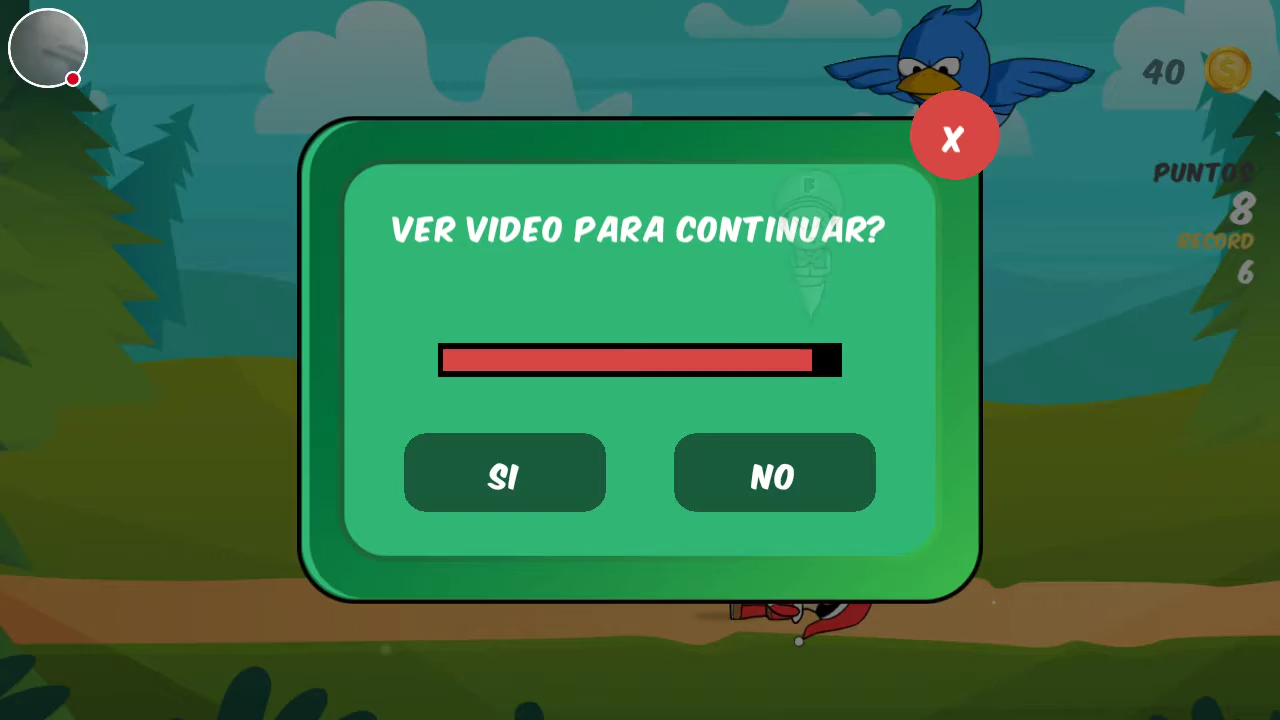 40
X
PUNTOS
8
RECORD
6
VER VIDEO PARA CONTINUAR?
SI
NO